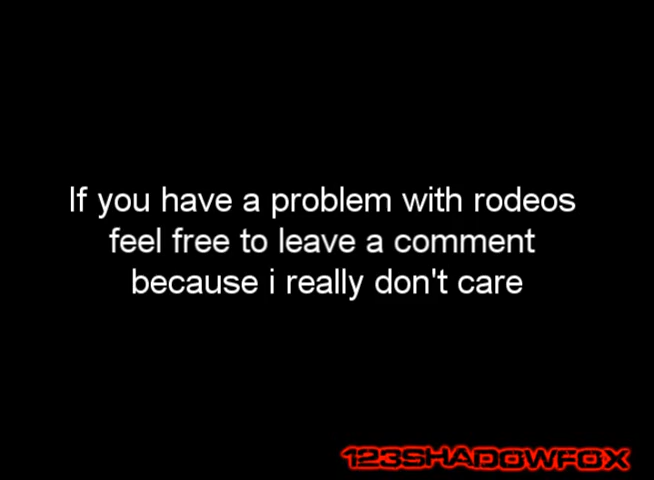 If you have a problem with rodeos
feel free to leave a comment
because i really don't care
123SHADOWFOX